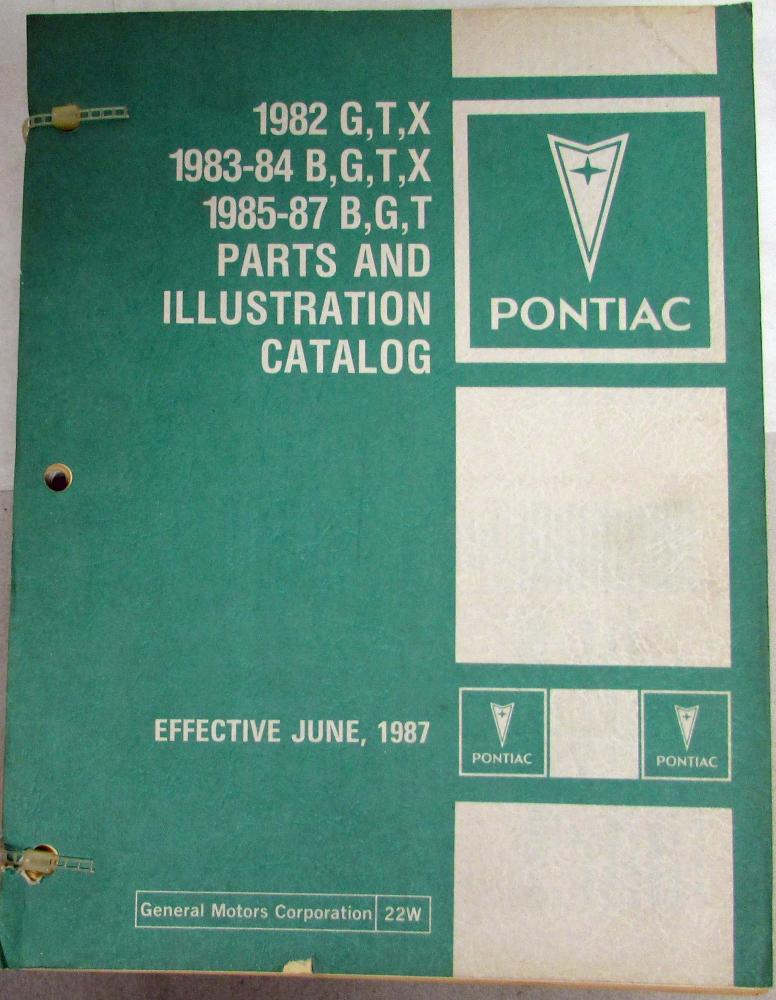 1982 G,T,X
1983-84 B,G,T,X
1985-87 B,G,T
PARTS AND
ILLUSTRATION
CATALOG
PONTIAC
EFFECTIVE JUNE, 1987
PONTIAC
PONTIAC
General Motors Corporation 22W